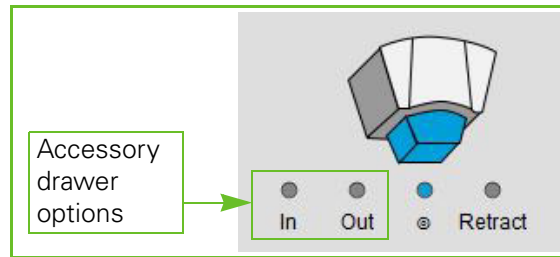 Accessory
drawer
options
In Out ⊜ Retract